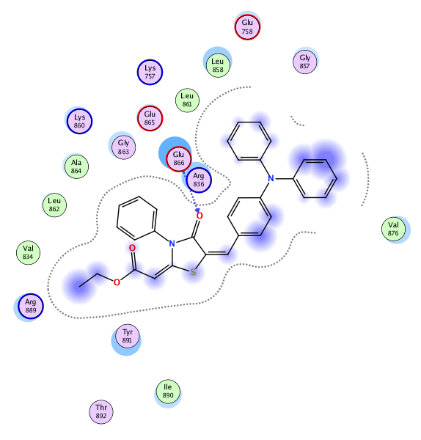 Glu
758
Leu
858
Gly
857
Lys
757
Leu
861
Lys
860
Glu
865
Gly
863
Glu
866
Ala
864
Arg
836
N
Leu
862
O
Val
876
N
Val
834
O
S
O
Arg
889
Tyr
891
Ile
890
Thr
892